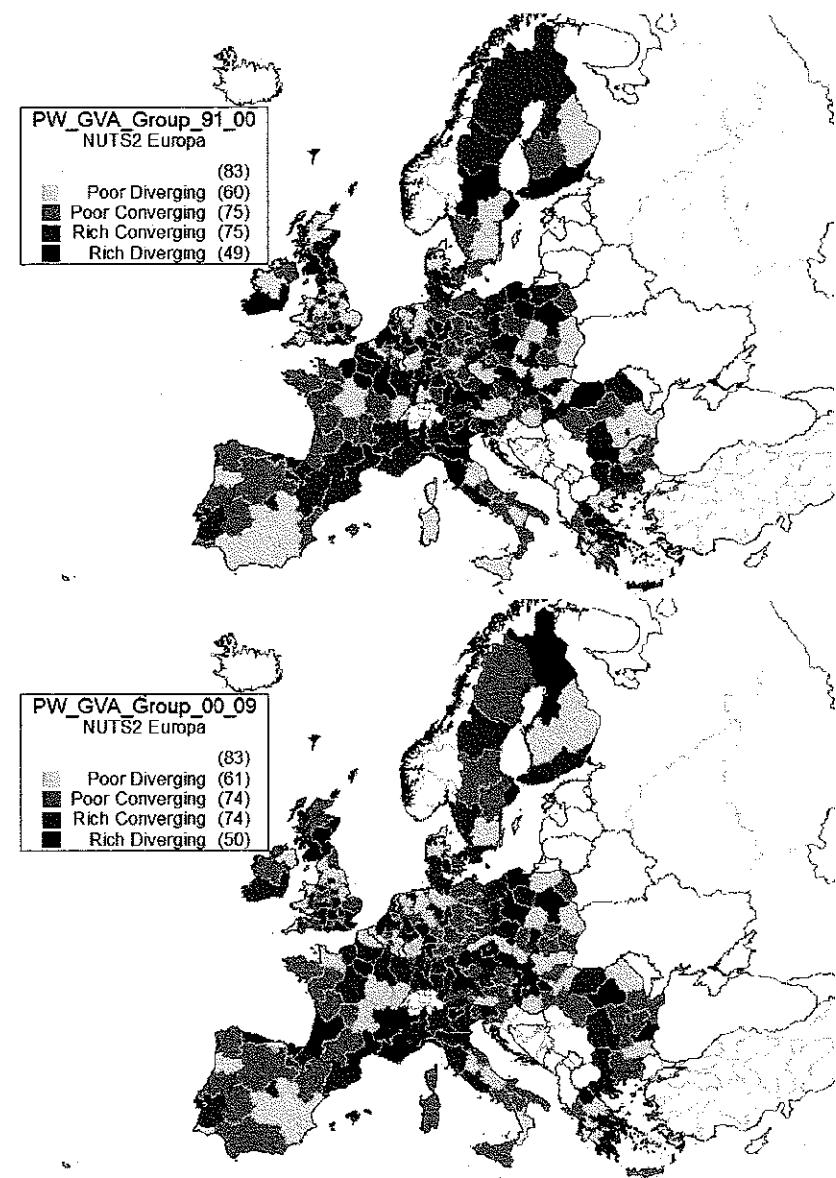 PW_GVA_Group_91_00
NUTS2 Europa
(83)
Poor Diverging (60)
Poor Converging (75)
Rich Converging (75)
Rich Diverging (49)
PW_GVA_Group_00_09
NUTS2 Europa
(83)
Poor Diverging (61)
Poor Converging (74)
Rich Converging (74)
Rich Diverging (50)